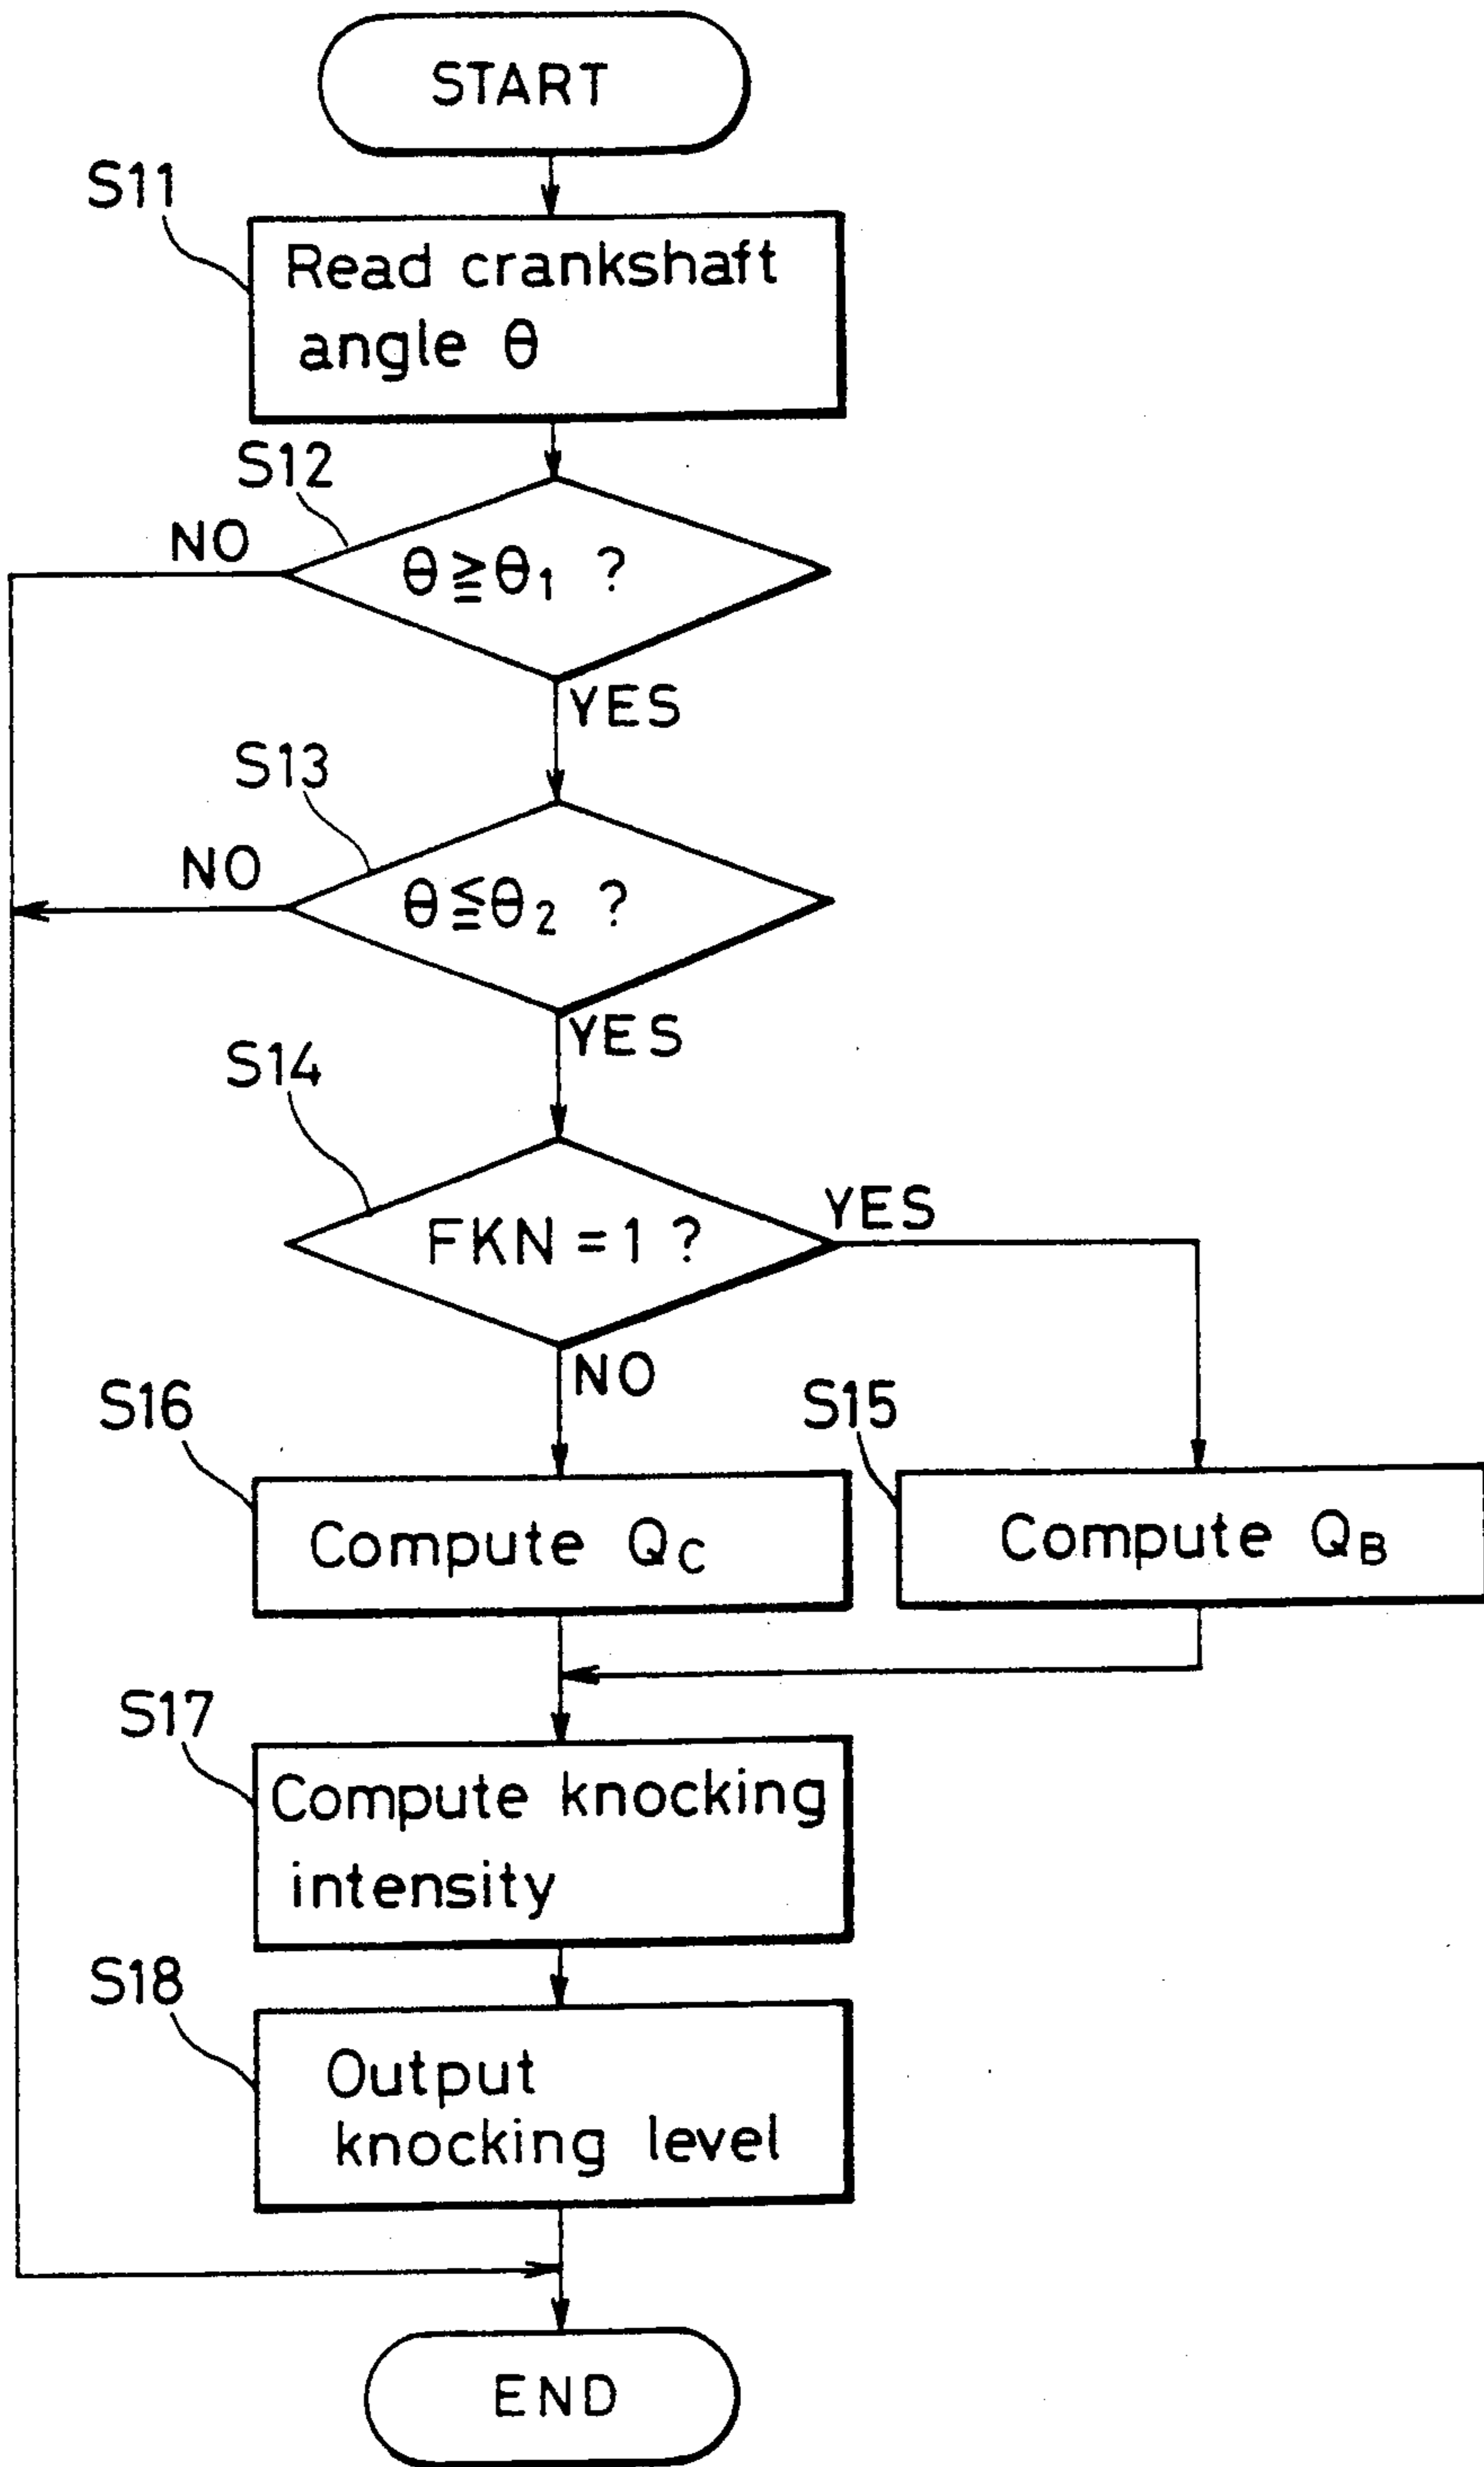 START
S11
Read crankshaft
angle θ
S12
NO
θ≧θ1 ?
YES
S13
NO
θ≦θ2 ?
YES
S14
FKN=1 ?
YES
NO
S16
Compute QC
S15
Compute QB
S17
Compute knocking
intensity
S18
Output
knocking level
END